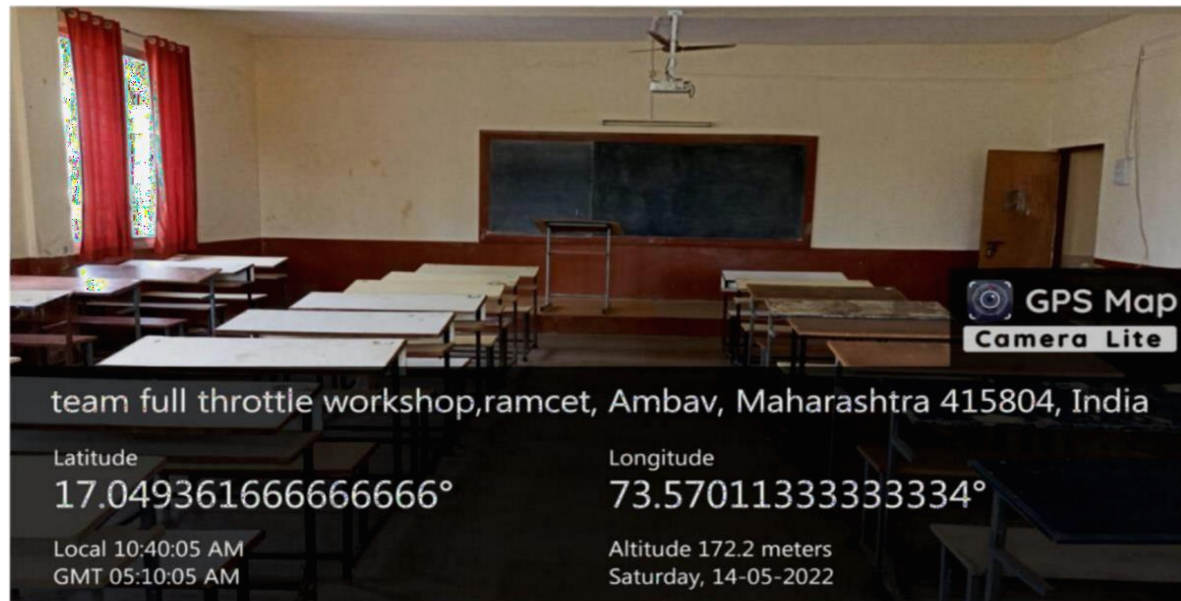 GPS Map
Camera Lite
team full throttle workshop,ramcet, Ambav, Maharashtra 415804, India
Latitude
17.049361666666666°
Longitude
73.57011333333334°
Local 10:40:05 AM
GMT 05:10:05 AM
Altitude 172.2 meters
Saturday, 14-05-2022